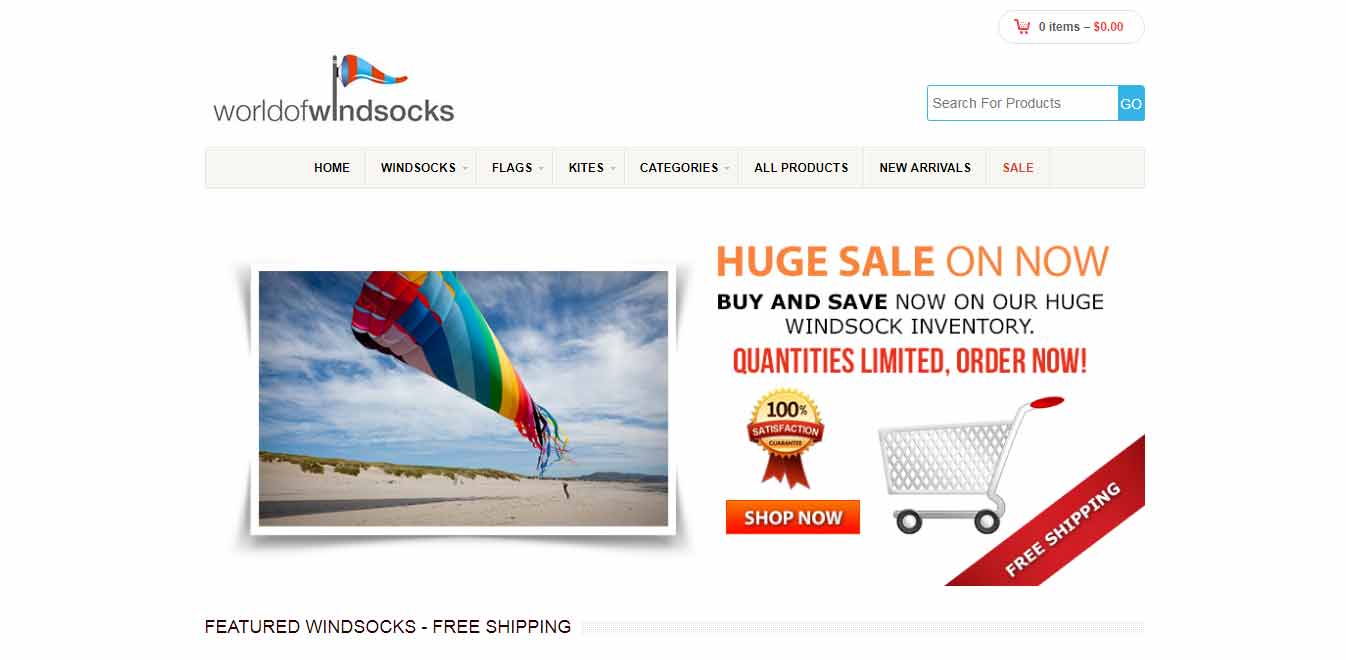 0 items – $0.00
worldofwindsocks
Search For Products
GO
HOME
WINDSOCKS
FLAGS
KITES
CATEGORIES
ALL PRODUCTS
NEW ARRIVALS
SALE
HUGE SALE ON NOW
BUY AND SAVE NOW ON OUR HUGE
WINDSOCK INVENTORY.
QUANTITIES LIMITED, ORDER NOW!
100%
SATISFACTION
GUARANTEE
SHOP NOW
FREE SHIPPING
FEATURED WINDSOCKS - FREE SHIPPING